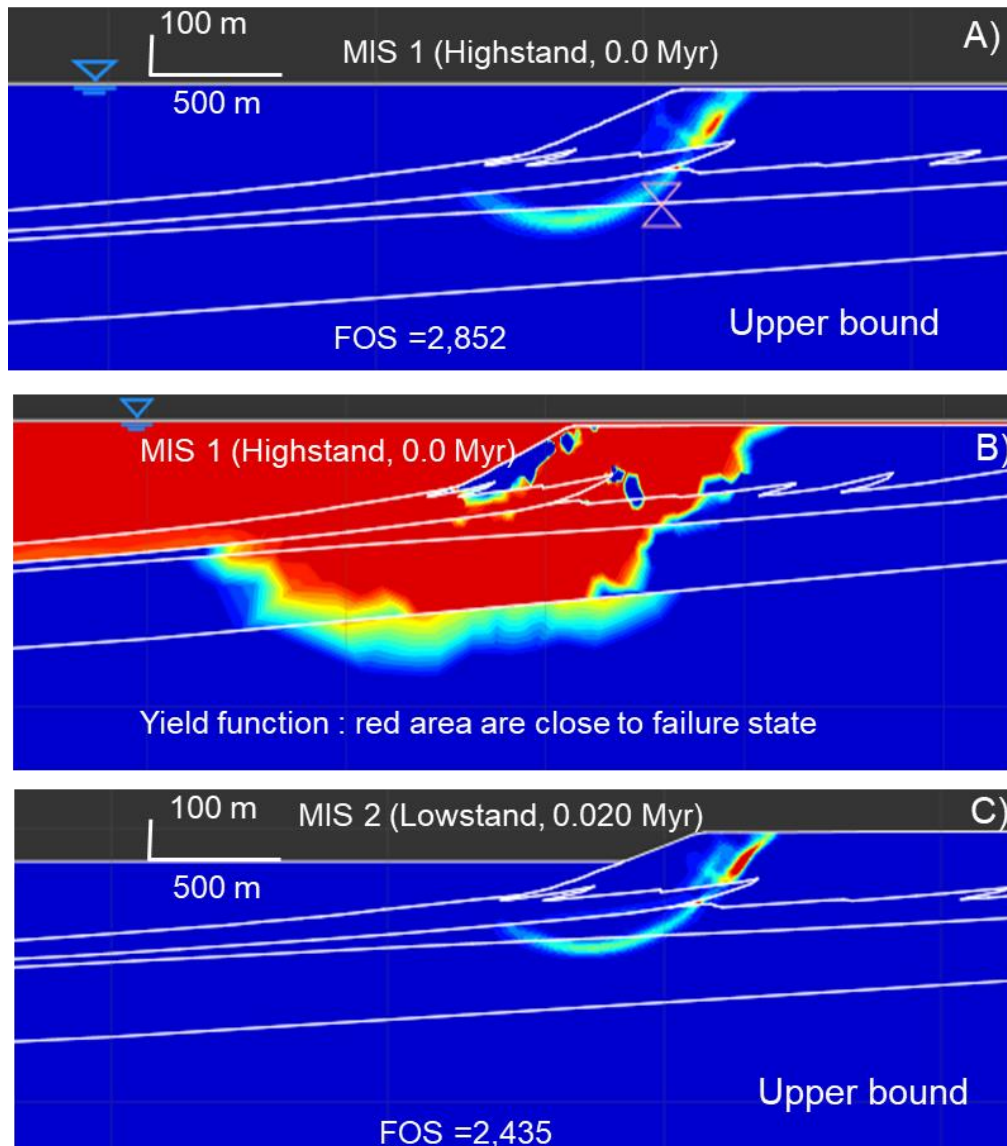 100 m
MIS 1 (Highstand, 0.0 Myr)
A)
500 m
FOS =2,852
Upper bound
MIS 1 (Highstand, 0.0 Myr)
B)
Yield function : red area are close to failure state
100 m
MIS 2 (Lowstand, 0.020 Myr)
C)
500 m
Upper bound
FOS =2,435